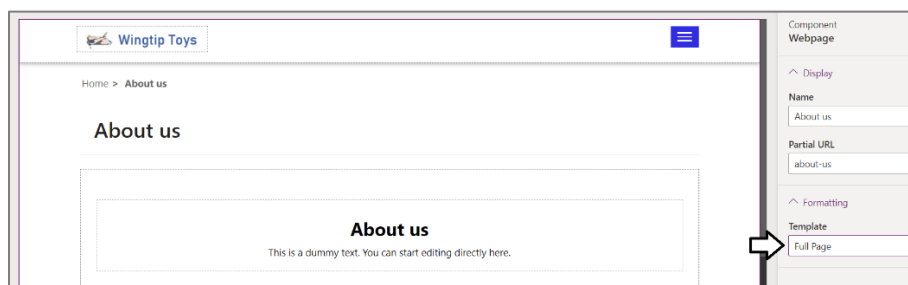 Wingtip Toys
Home > About us
About us
About us
This is a dummy text. You can start editing directly here.
Component
Webpage
Display
Name
About us
Partial URL
about-us
Formatting
Template
Full Page